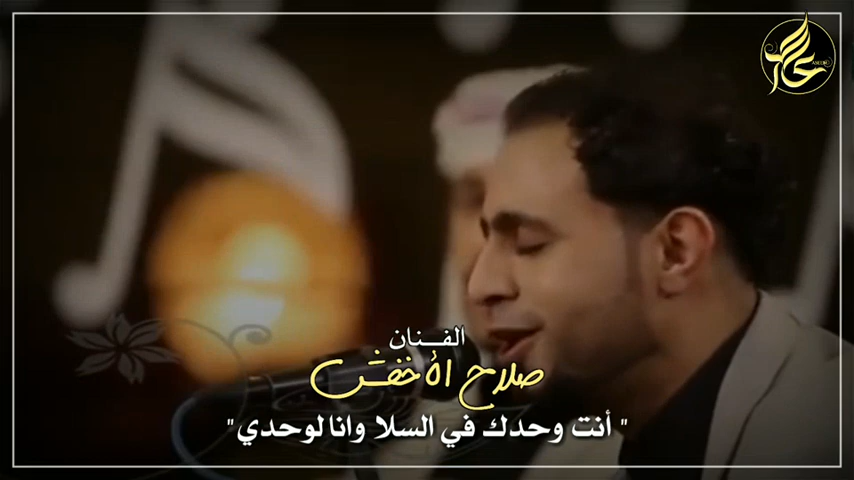 الفنان
صلاح الأخفش
" أنت وحدك في السلا وانا لوحدي "